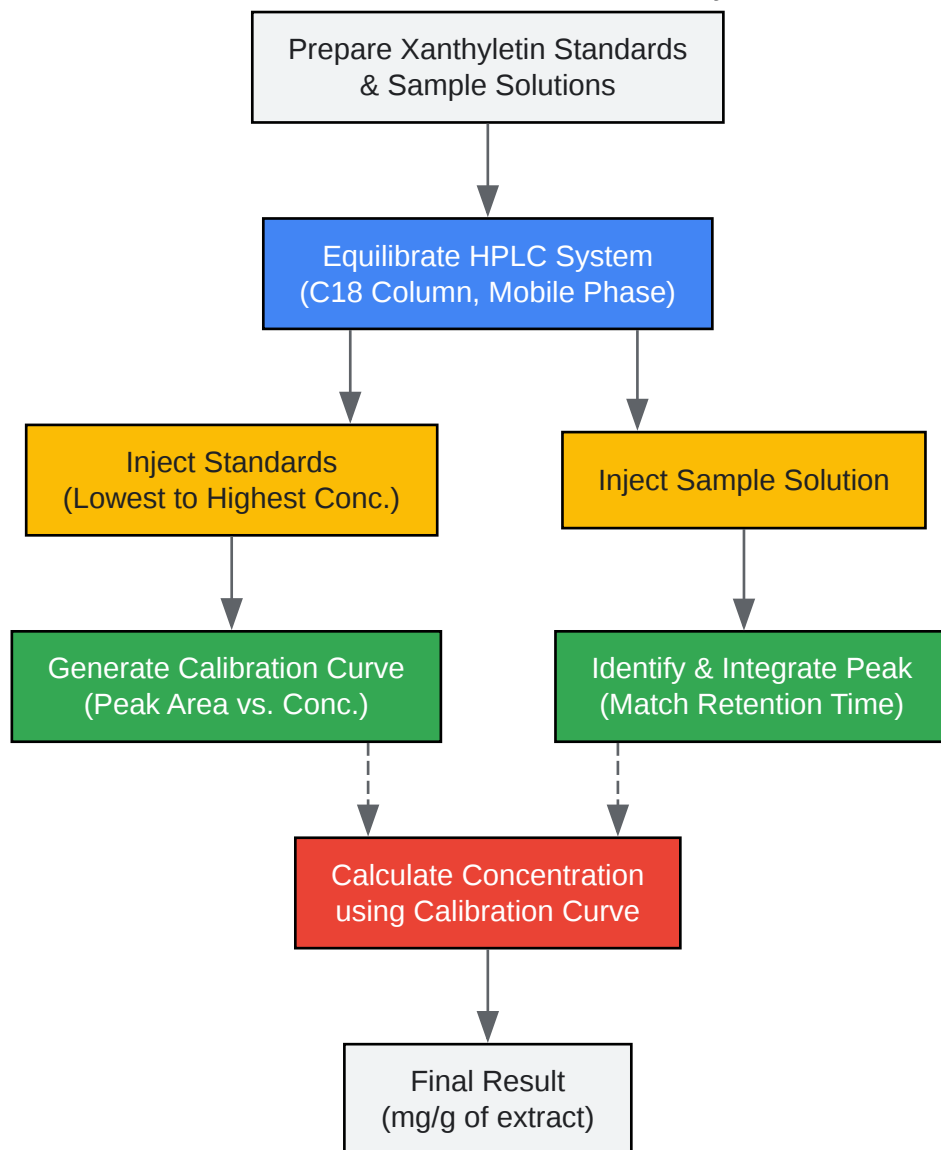 Prepare Xanthyletin Standards
& Sample Solutions
Equilibrate HPLC System
(C18 Column, Mobile Phase)
Inject Standards
(Lowest to Highest Conc.)
Inject Sample Solution
Generate Calibration Curve
(Peak Area vs. Conc.)
Identify & Integrate Peak
(Match Retention Time)
Calculate Concentration
using Calibration Curve
Final Result
(mg/g of extract)